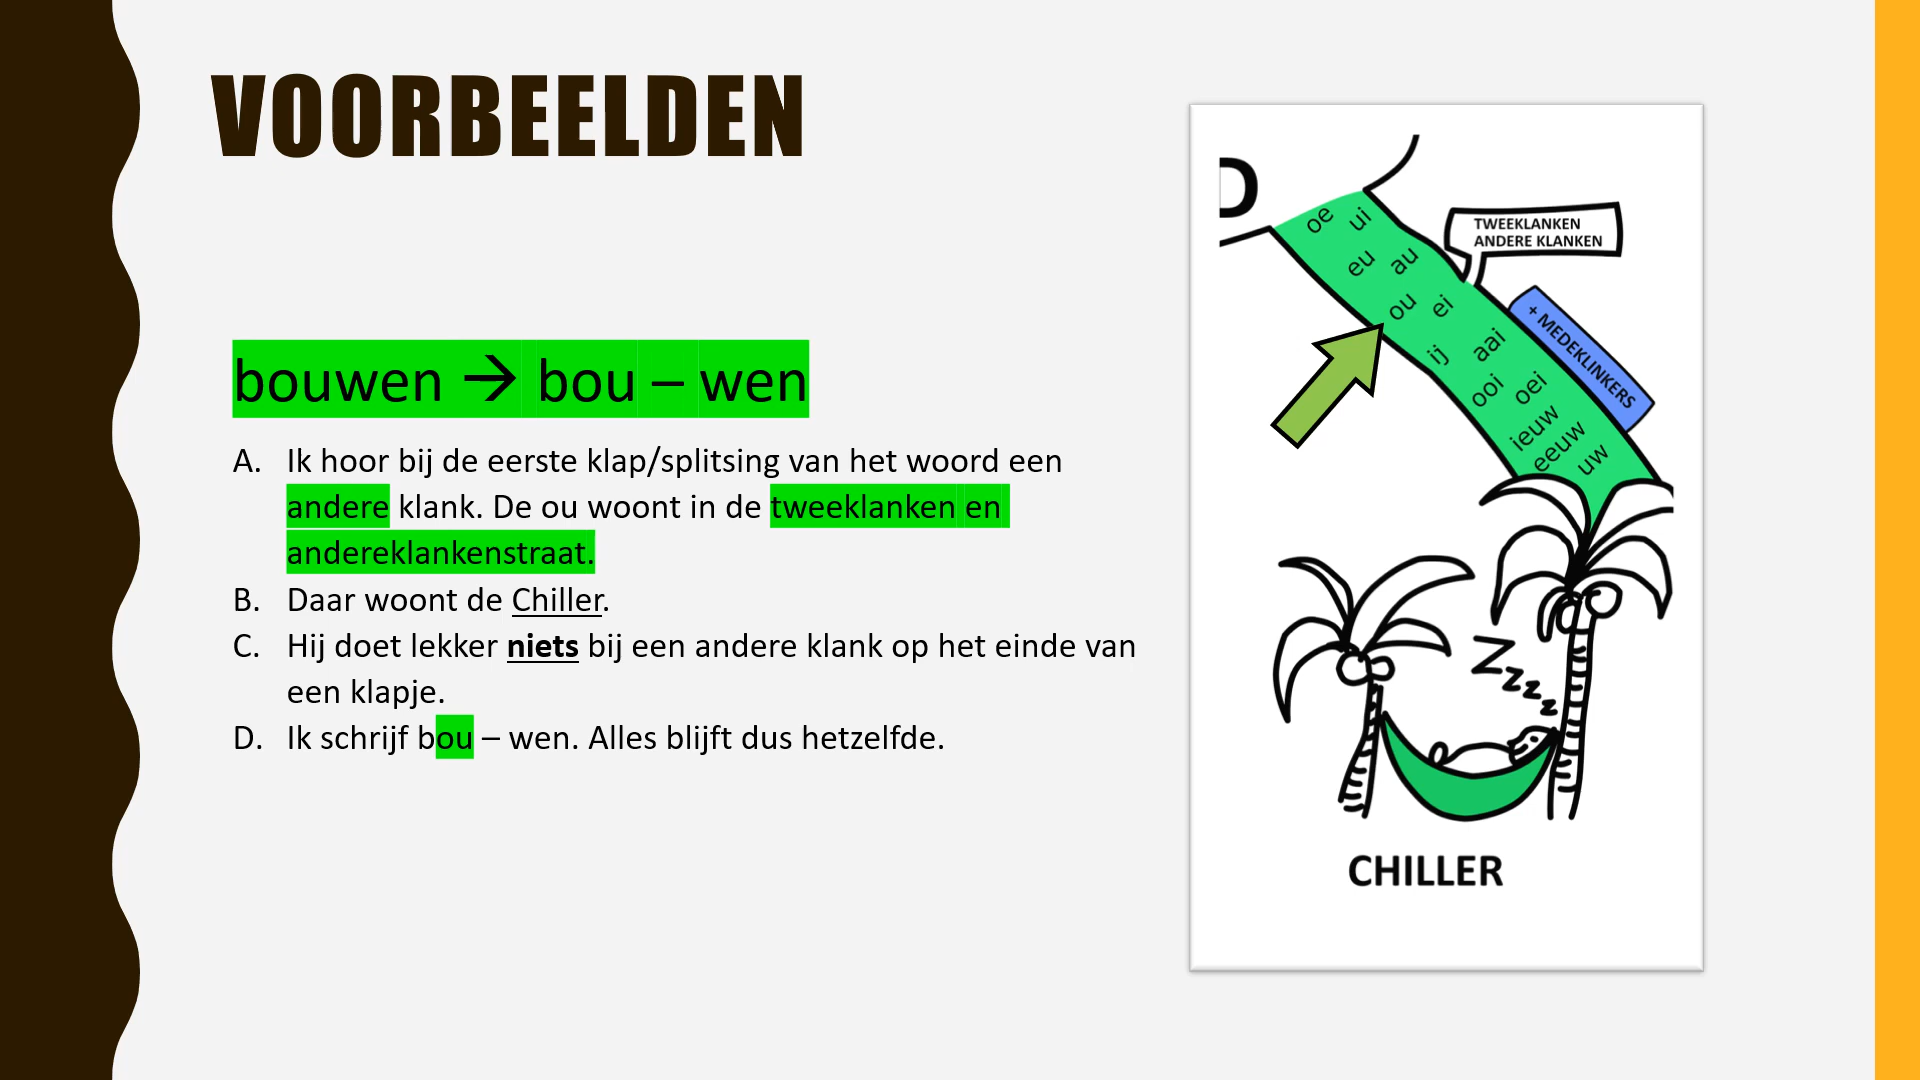 VOORBEELDEN
bouwen → bou – wen
A. Ik hoor bij de eerste klap/splitsing van het woord een
andere klank. De ou woont in de tweeklanken en
andereklankenstraat.
B. Daar woont de Chiller.
C. Hij doet lekker niets bij een andere klank op het einde van
een klapje.
D. Ik schrijf bou – wen. Alles blijft dus hetzelfde.
D
TWEEKLANKEN
ANDERE KLANKEN
+ MEDEKLINKERS
oe ui
eu au
ou ei
ij aai
ooi oei
ieuw
eeuw
uw
Zzzz
CHILLER